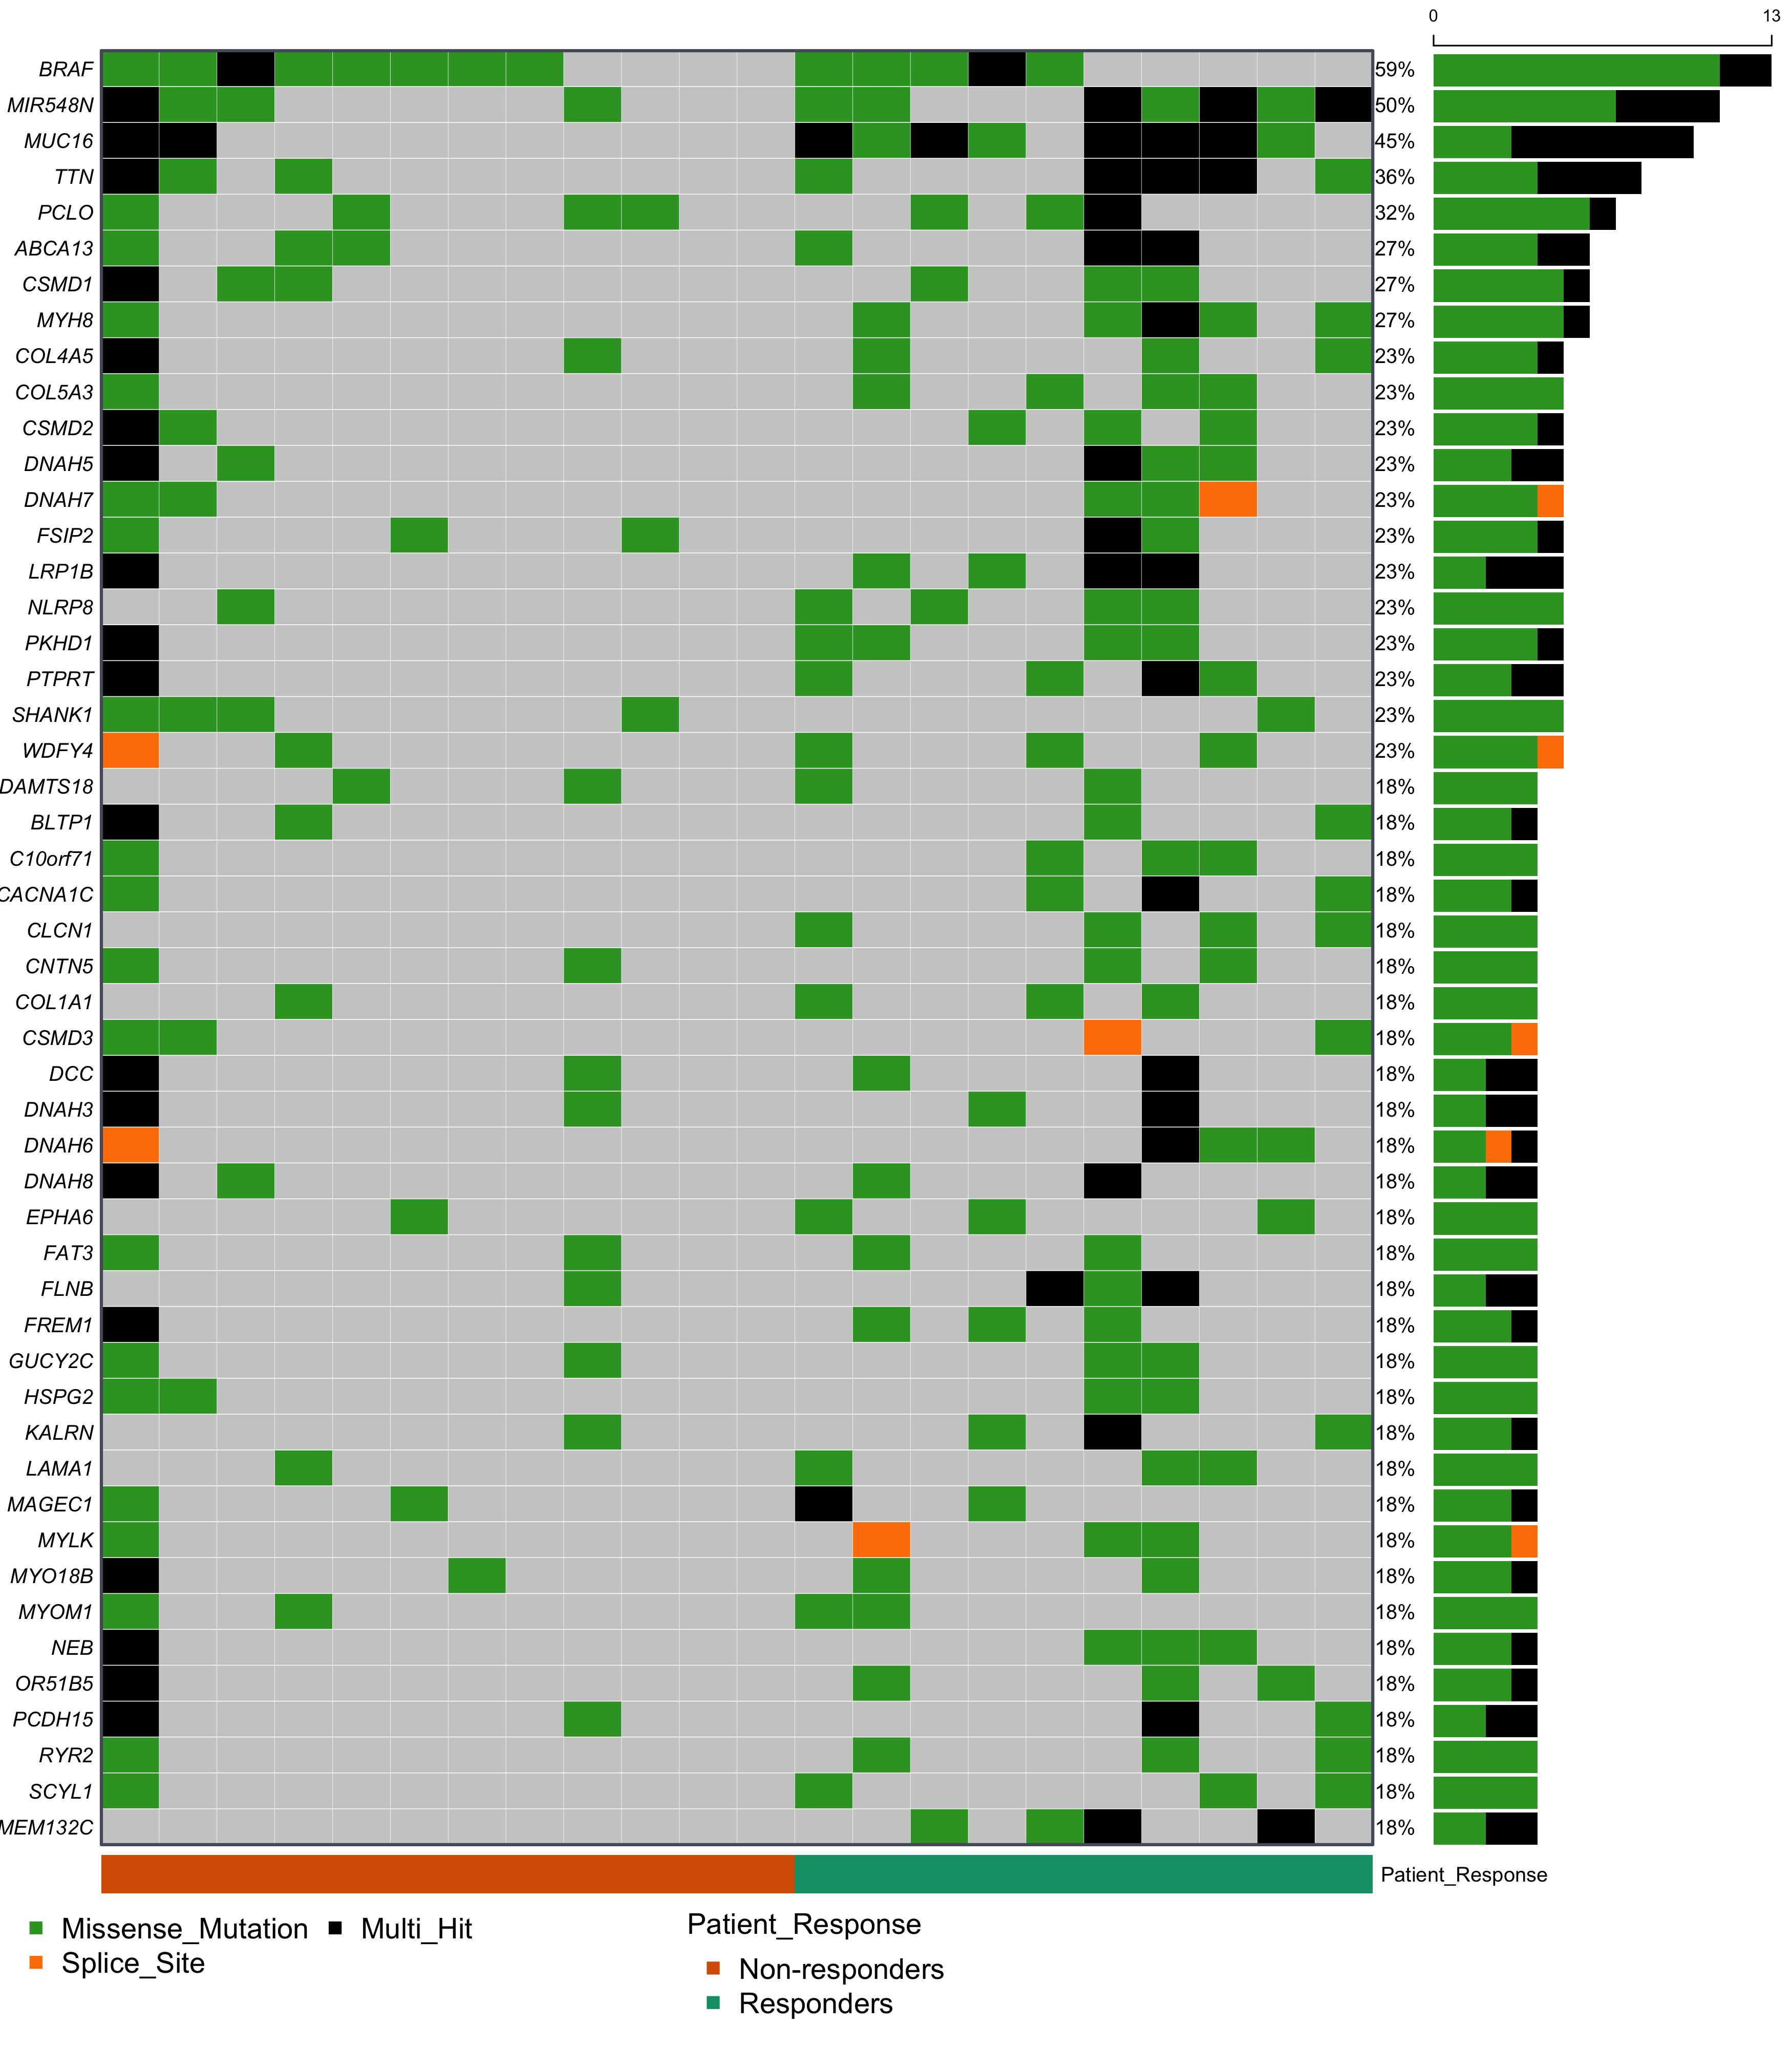 0 13
BRAF 59%
MIR548N 50%
MUC16 45%
TTN 36%
PCLO 32%
ABCA13 27%
CSMD1 27%
MYH8 27%
COL4A5 23%
COL5A3 23%
CSMD2 23%
DNAH5 23%
DNAH7 23%
FSIP2 23%
LRP1B 23%
NLRP8 23%
PKHD1 23%
PTPRT 23%
SHANK1 23%
WDFY4 23%
DAMTS18 18%
BLTP1 18%
C10orf71 18%
CACNA1C 18%
CLCN1 18%
CNTN5 18%
COL1A1 18%
CSMD3 18%
DCC 18%
DNAH3 18%
DNAH6 18%
DNAH8 18%
EPHA6 18%
FAT3 18%
FLNB 18%
FREM1 18%
GUCY2C 18%
HSPG2 18%
KALRN 18%
LAMA1 18%
MAGEC1 18%
MYLK 18%
MYO18B 18%
MYOM1 18%
NEB 18%
OR51B5 18%
PCDH15 18%
RYR2 18%
SCYL1 18%
MEM132C 18%
Patient_Response
Missense_Mutation Multi_Hit
Splice_Site
Patient_Response
Non-responders
Responders